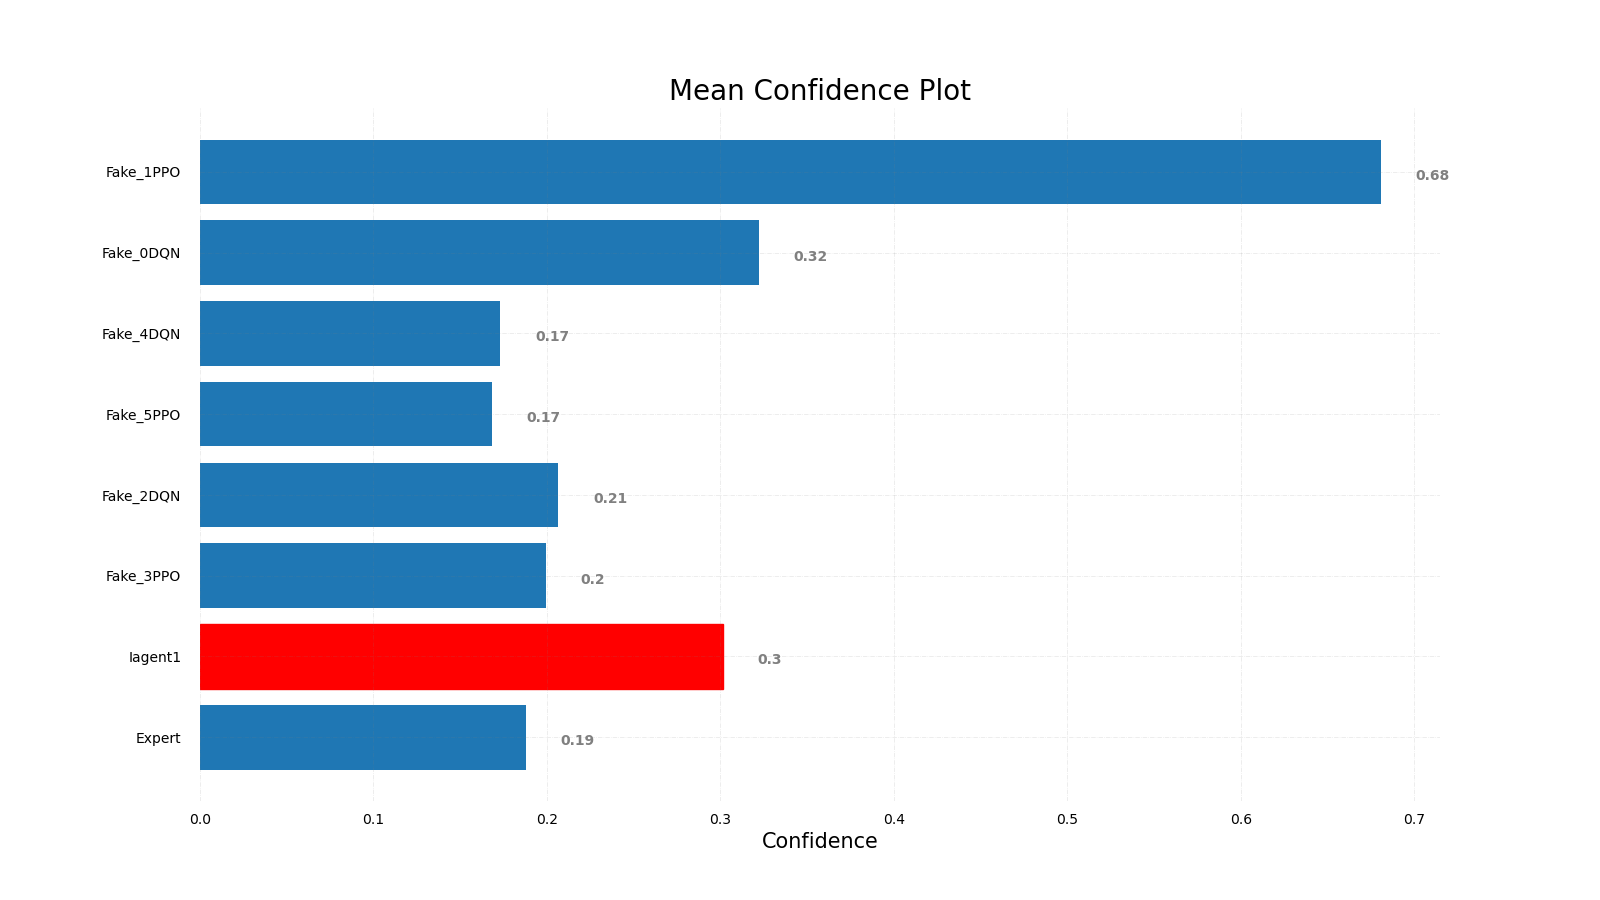 Mean Confidence Plot
Fake_1PPO
0.68
Fake_0DQN
0.32
Fake_4DQN
0.17
Fake_5PPO
0.17
Fake_2DQN
0.21
Fake_3PPO
0.2
Iagent1
0.3
Expert
0.19
0.0 0.1 0.2 0.3 0.4 0.5 0.6 0.7
Confidence